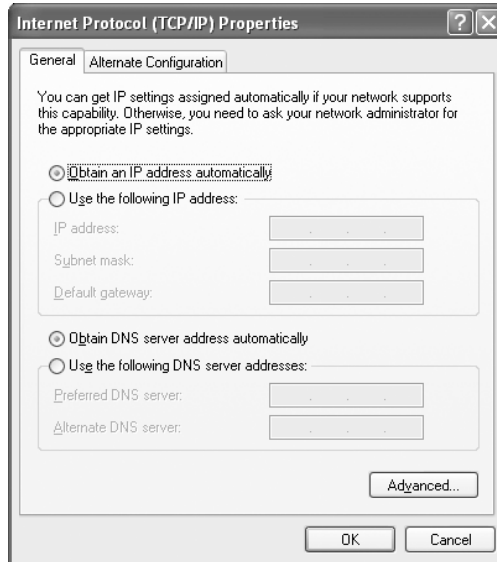 Internet Protocol (TCP/IP) Properties
General
Alternate Configuration
You can get IP settings assigned automatically if your network supports
this capability. Otherwise, you need to ask your network administrator for
the appropriate IP settings.
Obtain an IP address automatically
Use the following IP address:
IP address:
Subnet mask:
Default gateway:
Obtain DNS server address automatically
Use the following DNS server addresses:
Preferred DNS server:
Alternate DNS server:
Advanced...
OK
Cancel